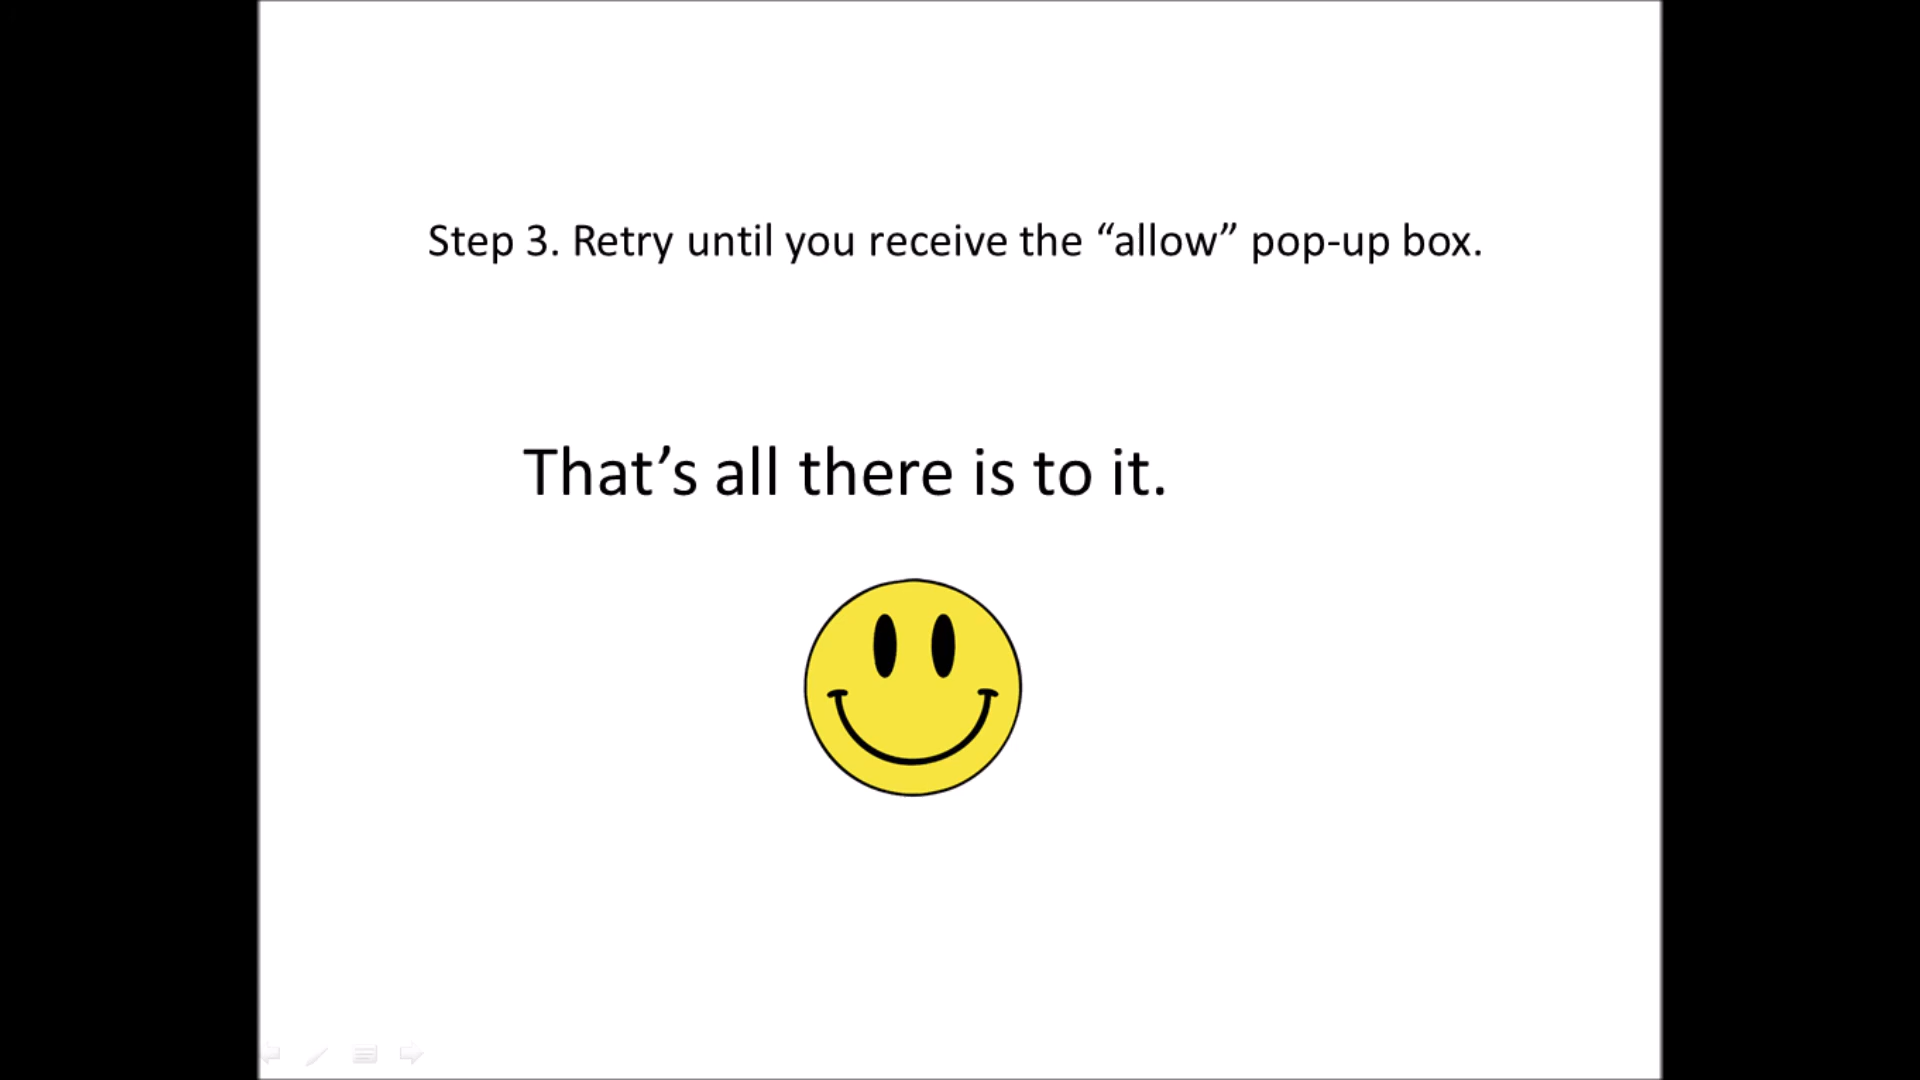 Step 3. Retry until you receive the “allow” pop-up box.
That’s all there is to it.